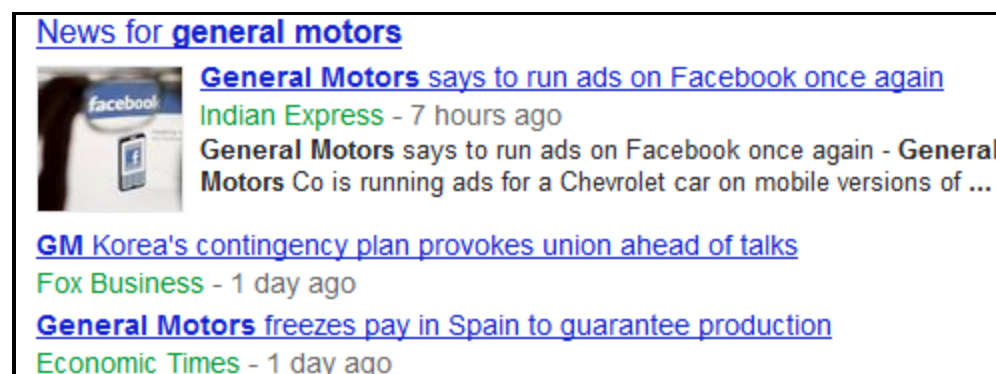 News for general motors
facebook
General Motors says to run ads on Facebook once again
Indian Express - 7 hours ago
General Motors says to run ads on Facebook once again - General
Motors Co is running ads for a Chevrolet car on mobile versions of ...
GM Korea's contingency plan provokes union ahead of talks
Fox Business - 1 day ago
General Motors freezes pay in Spain to guarantee production
Economic Times - 1 day ago